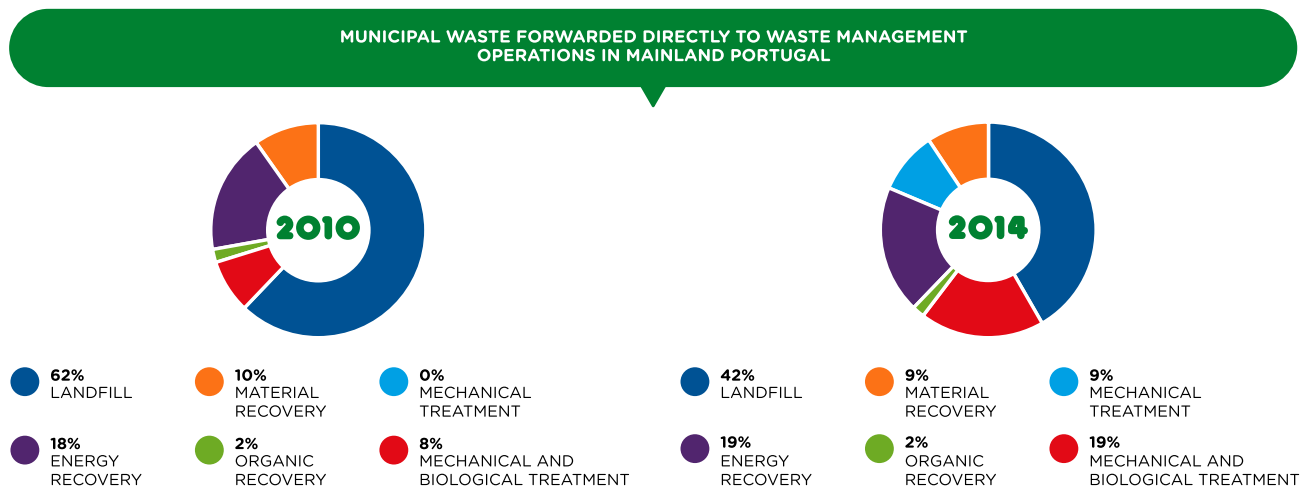 MUNICIPAL WASTE FORWARDED DIRECTLY TO WASTE MANAGEMENT
OPERATIONS IN MAINLAND PORTUGAL
2010
62%
LANDFILL
10%
MATERIAL
RECOVERY
0%
MECHANICAL
TREATMENT
18%
ENERGY
RECOVERY
2%
ORGANIC
RECOVERY
8%
MECHANICAL AND
BIOLOGICAL TREATMENT
2014
42%
LANDFILL
9%
MATERIAL
RECOVERY
9%
MECHANICAL
TREATMENT
19%
ENERGY
RECOVERY
2%
ORGANIC
RECOVERY
19%
MECHANICAL AND
BIOLOGICAL TREATMENT